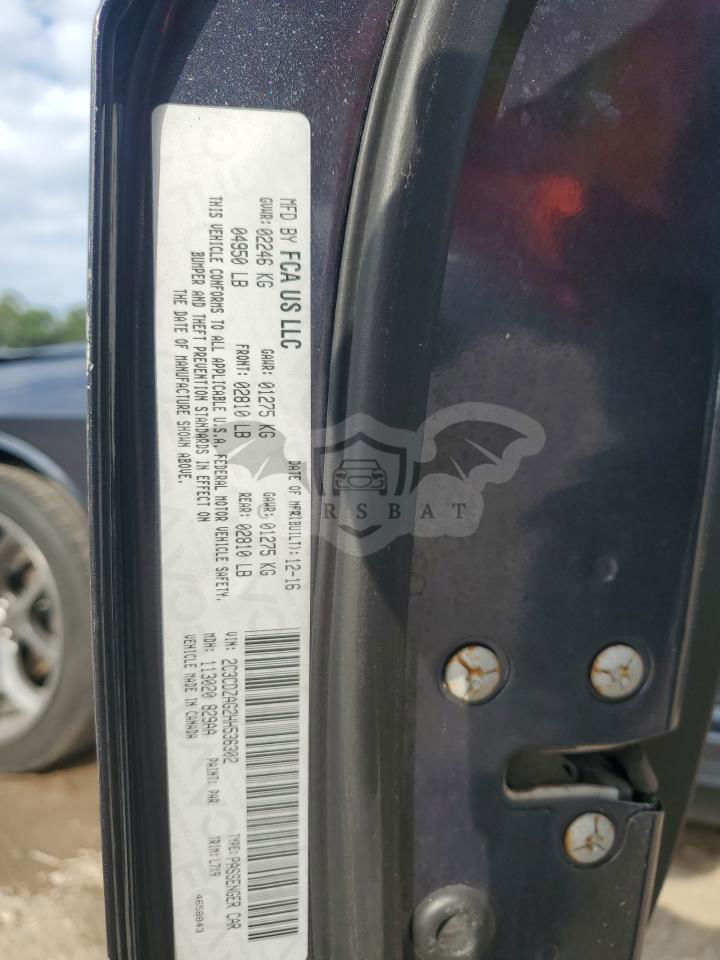 MFD BY FCA US LLC
DATE OF MFR(BUILT): 12-16
GVWR: 02246 KG
GAWR: 01275 KG
GAWR: 01275 KG
04950 LB
FRONT: 02810 LB
REAR: 02810 LB
THIS VEHICLE CONFORMS TO ALL APPLICABLE U.S.A. FEDERAL MOTOR VEHICLE SAFETY,
BUMPER AND THEFT PREVENTION STANDARDS IN EFFECT ON
THE DATE OF MANUFACTURE SHOWN ABOVE.
VIN: 2C3CDZAG2HH536302
TYPE: PASSENGER CAR
MDH: 113020 829AA
PAINT: PAR
TRIM: L7X9
VEHICLE MADE IN CANADA
4658843
CARSBAT